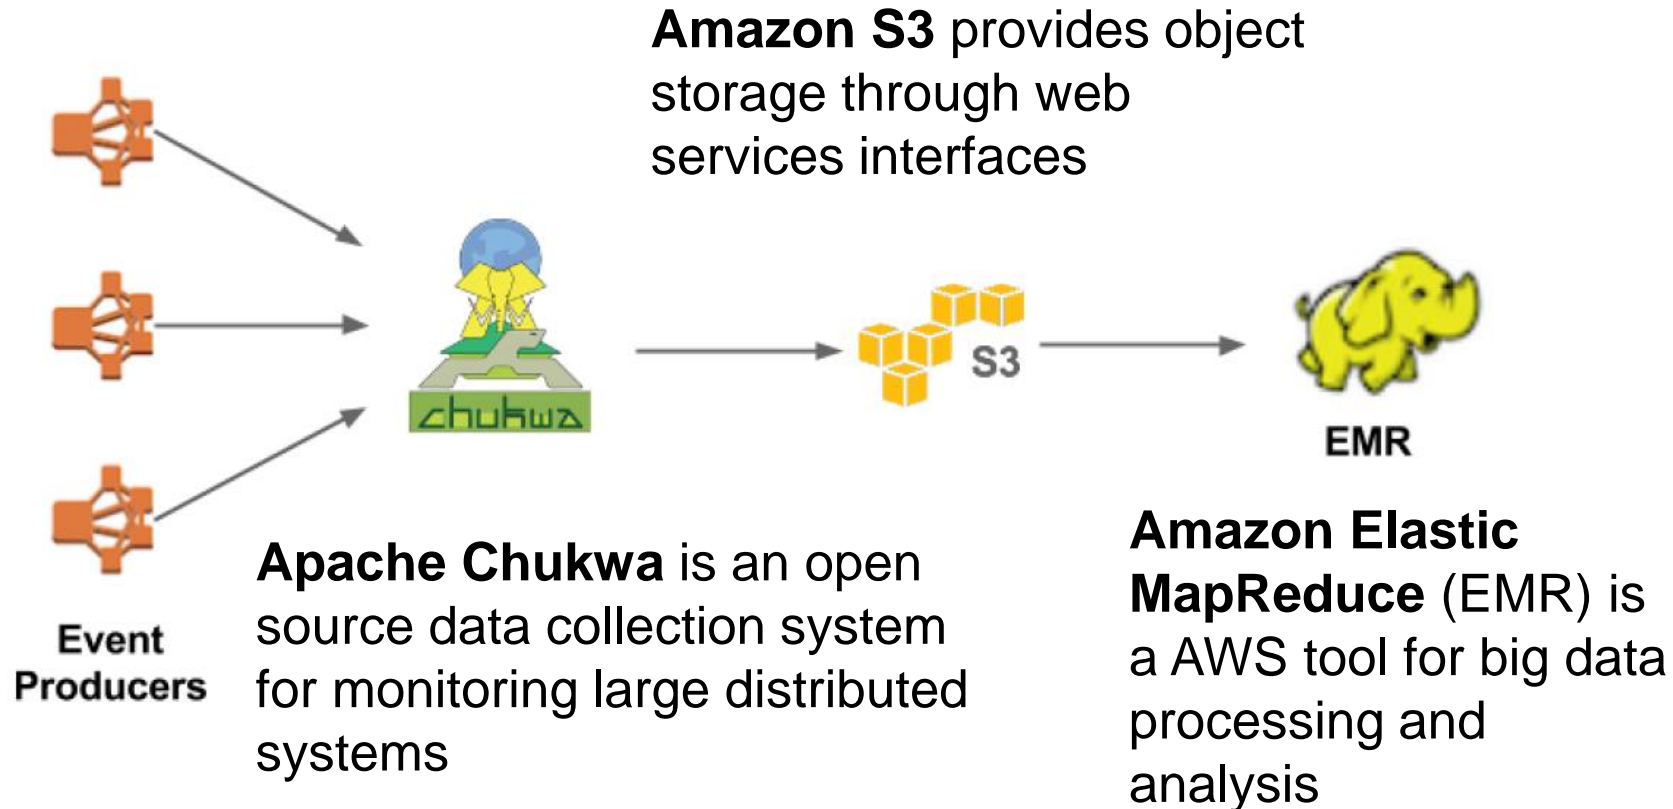 Amazon S3 provides object
storage through web
services interfaces
chukwa
S3
EMR
Event
Producers
Apache Chukwa is an open
source data collection system
for monitoring large distributed
systems
Amazon Elastic
MapReduce (EMR) is
a AWS tool for big data
processing and
analysis